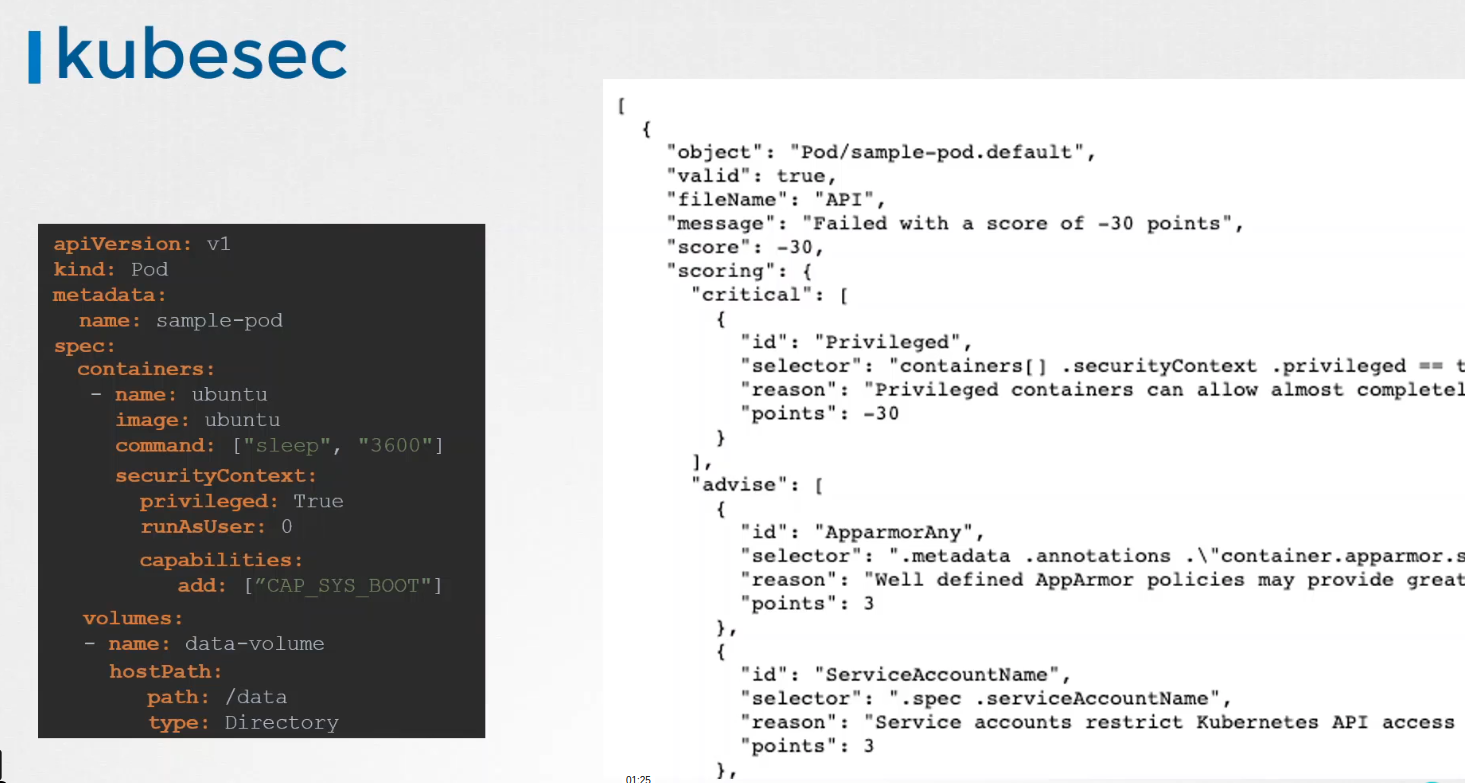 kubesec
apiVersion: v1
kind: Pod
metadata:
  name: sample-pod
spec:
  containers:
   - name: ubuntu
     image: ubuntu
     command: ["sleep", "3600"]
     securityContext:
       privileged: True
       runAsUser: 0
       capabilities:
          add: [”CAP_SYS_BOOT"]
  volumes:
  - name: data-volume
    hostPath:
       path: /data
       type: Directory
[
  {
    "object": "Pod/sample-pod.default",
    "valid": true,
    "fileName": "API",
    "message": "Failed with a score of -30 points",
    "score": -30,
    "scoring": {
      "critical": [
        {
          "id": "Privileged",
          "selector": "containers[] .securityContext .privileged == t
          "reason": "Privileged containers can allow almost completel
          "points": -30
        }
      ],
      "advise": [
        {
          "id": "ApparmorAny",
          "selector": ".metadata .annotations .\"container.apparmor.s
          "reason": "Well defined AppArmor policies may provide great
          "points": 3
        },
        {
          "id": "ServiceAccountName",
          "selector": ".spec .serviceAccountName",
          "reason": "Service accounts restrict Kubernetes API access
          "points": 3
        },
01:25